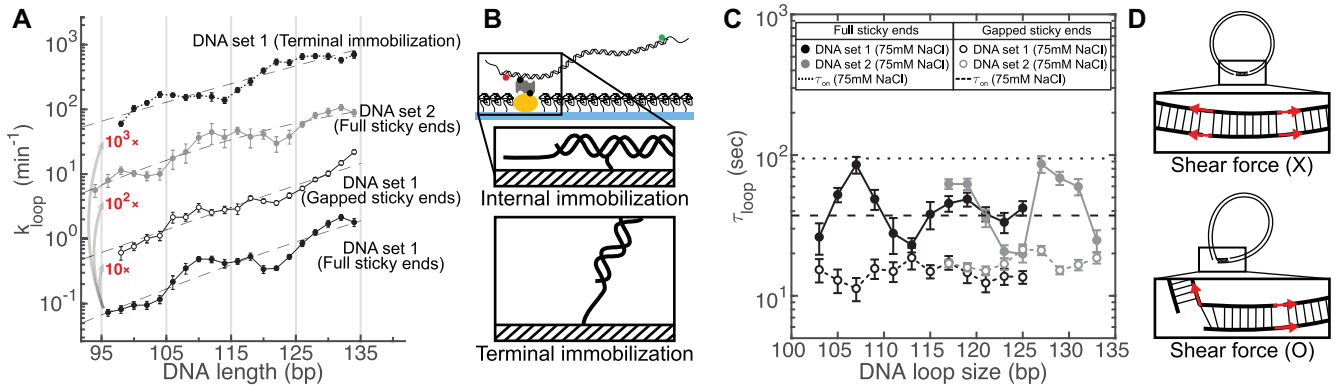 A
k_loop (min⁻¹)
10³
10²
10¹
10⁰
10⁻¹
DNA set 1 (Terminal immobilization)
DNA set 2
(Full sticky ends)
DNA set 1
(Gapped sticky ends)
DNA set 1
(Full sticky ends)
10³×
10²×
10×
95 105 115 125 135
DNA length (bp)
B
Internal immobilization
Terminal immobilization
C
Full sticky ends Gapped sticky ends
DNA set 1 (75mM NaCl) DNA set 1 (75mM NaCl)
DNA set 2 (75mM NaCl) DNA set 2 (75mM NaCl)
τ_on (75mM NaCl) τ_on (75mM NaCl)
τ_loop (sec)
10²
10¹
100 105 110 115 120 125 130 135
DNA loop size (bp)
D
Shear force (X)
Shear force (O)